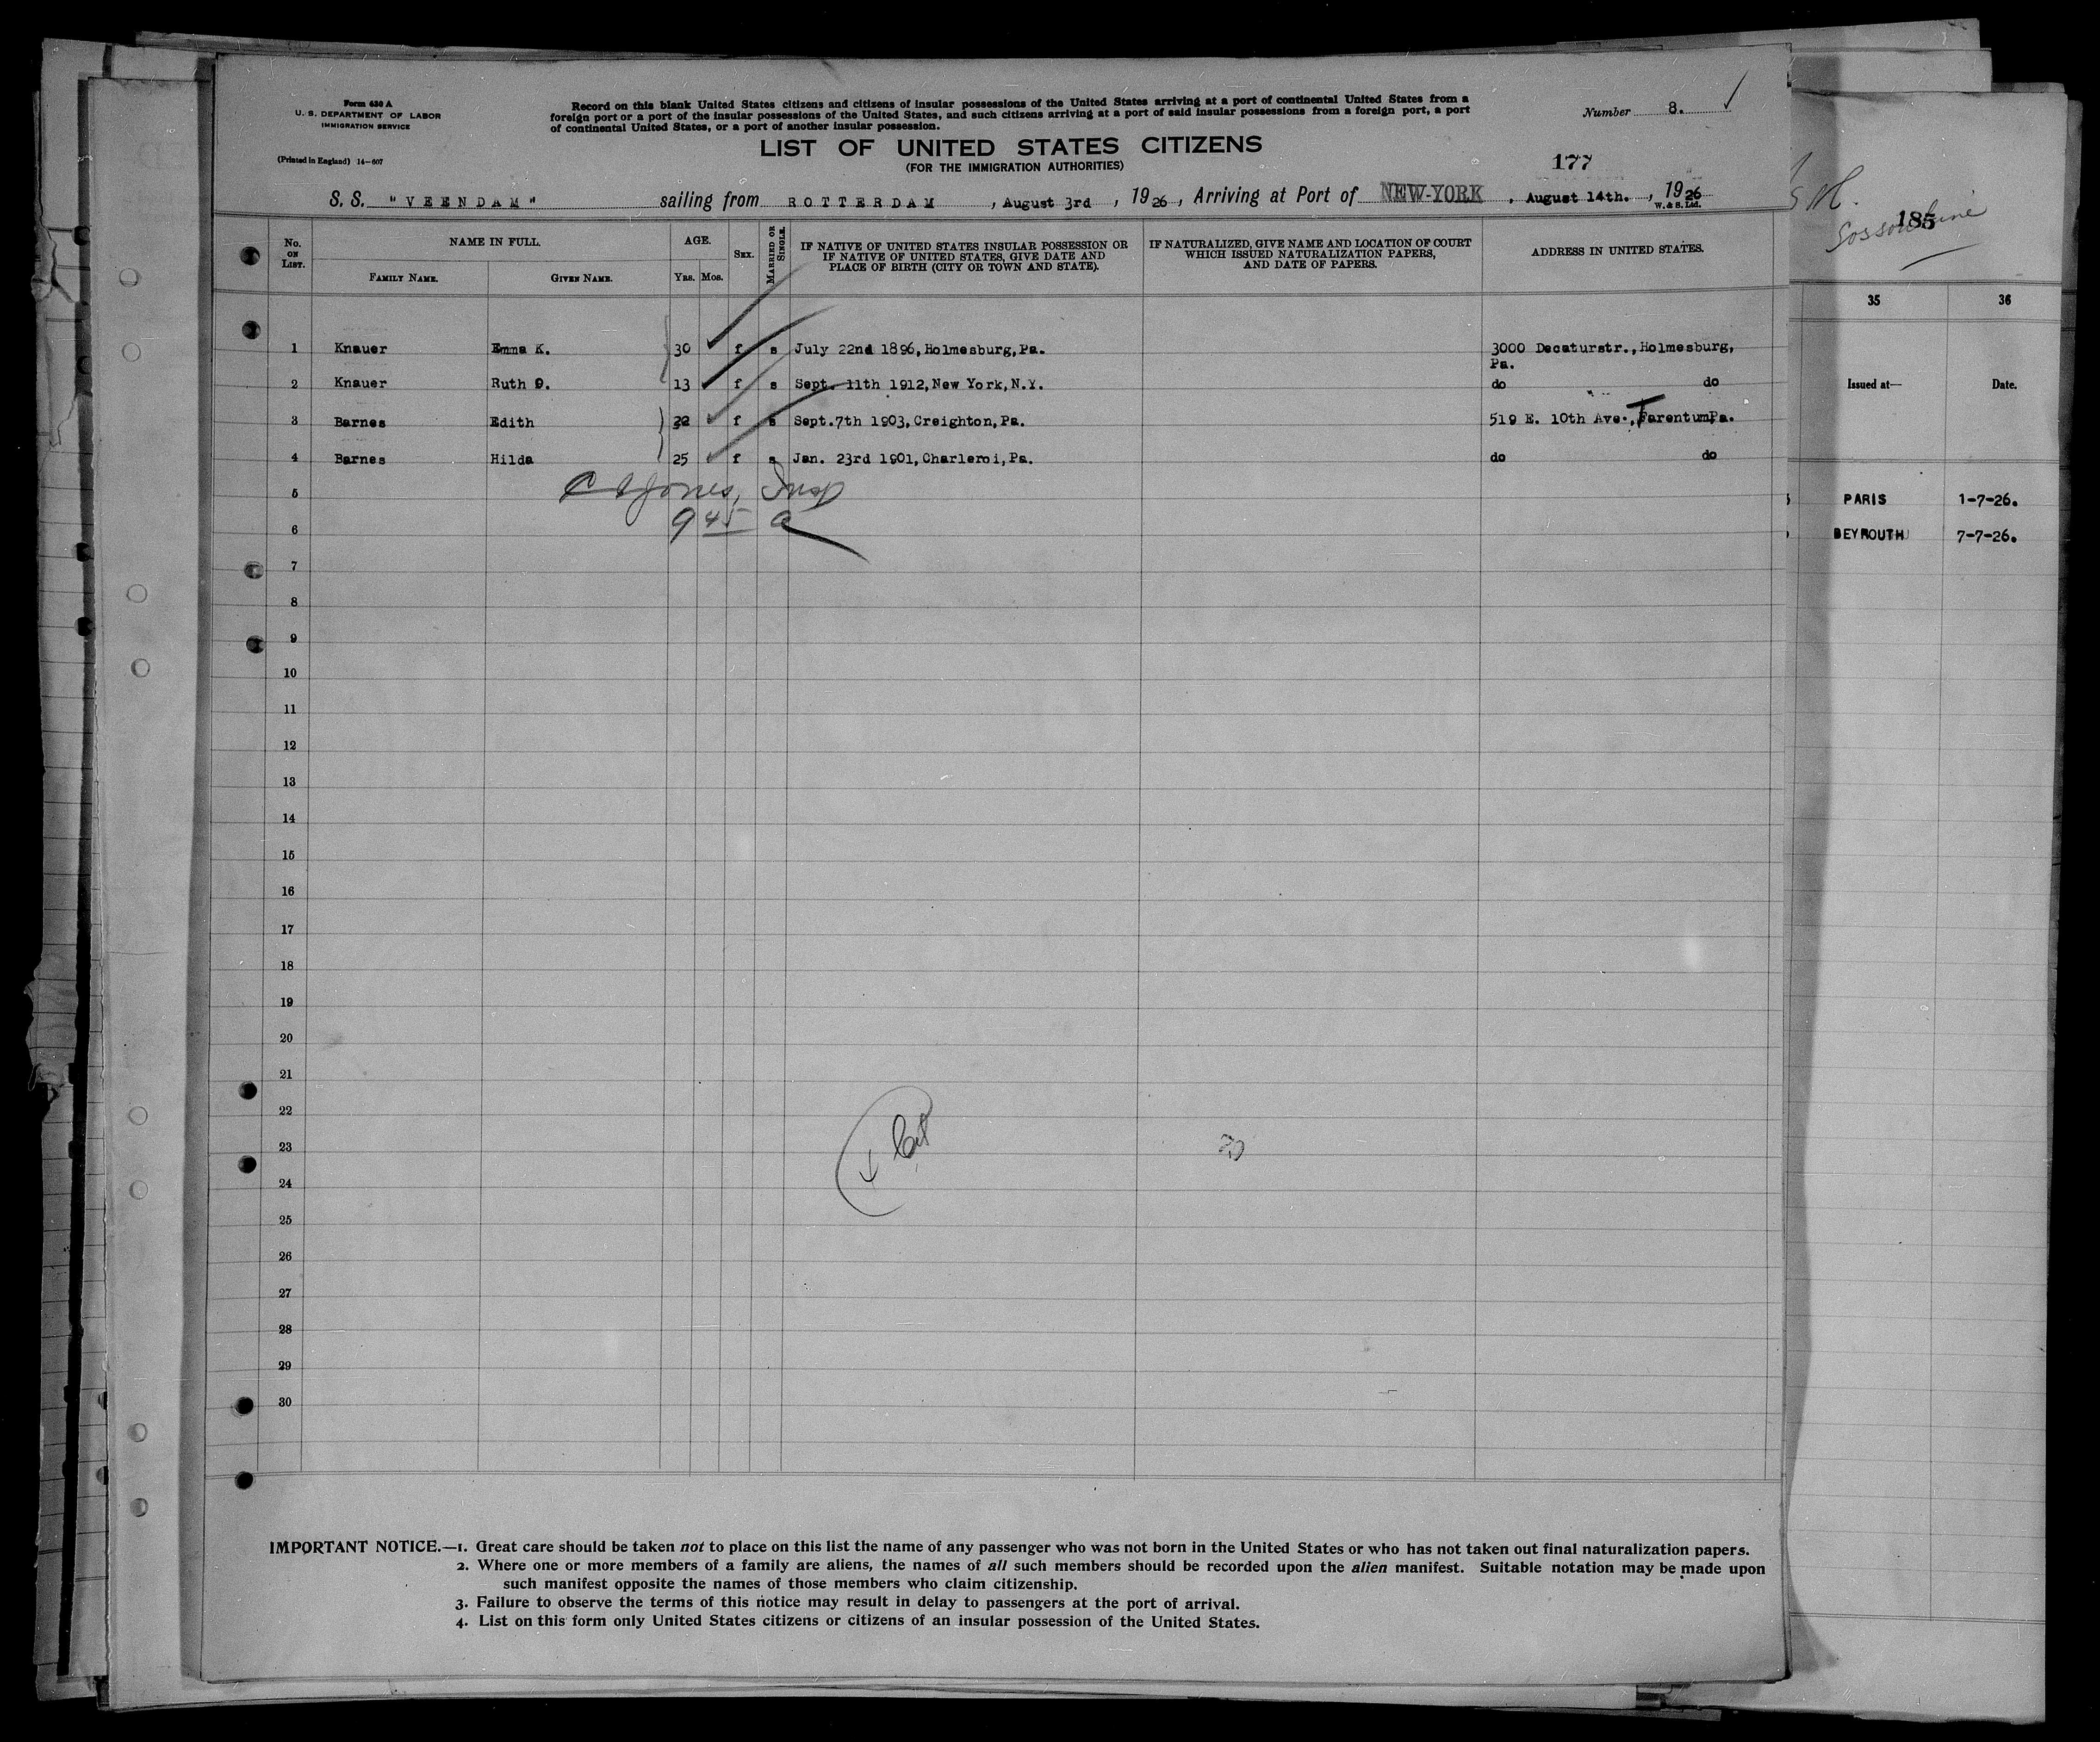 Form 630 A
U. S. DEPARTMENT OF LABOR
IMMIGRATION SERVICE
(Printed in England) 14—607
Record on this blank United States citizens and citizens of insular possessions of the United States arriving at a port of continental United States from a
foreign port or a port of the insular possessions of the United States, and such citizens arriving at a port of said insular possessions from a foreign port, a port
of continental United States, or a port of another insular possession.
Number 8.
LIST OF UNITED STATES CITIZENS
(FOR THE IMMIGRATION AUTHORITIES)
177
S. S. "VEENDAM" sailing from ROTTERDAM, August 3rd, 1926, Arriving at Port of NEW-YORK, August 14th., 1926
W. & S. Ltd.
No. ON LIST. NAME IN FULL. AGE. SEX. MARRIED OR SINGLE. IF NATIVE OF UNITED STATES INSULAR POSSESSION OR IF NATIVE OF UNITED STATES, GIVE DATE AND PLACE OF BIRTH (CITY OR TOWN AND STATE). IF NATURALIZED, GIVE NAME AND LOCATION OF COURT WHICH ISSUED NATURALIZATION PAPERS, AND DATE OF PAPERS. ADDRESS IN UNITED STATES.
FAMILY NAME. GIVEN NAME. YRS. MOS.
1 Knauer Emma K. 30 f s July 22nd 1896, Holmesburg, Pa. 3000 Decaturstr., Holmesburg, Pa.
2 Knauer Ruth O. 13 f s Sept. 11th 1912, New York, N.Y. do do
3 Barnes Edith 22 f s Sept.7th 1903, Creighton, Pa. 519 E. 10th Ave., Tarentum Pa.
4 Barnes Hilda 25 f s Jan. 23rd 1901, Charleroi, Pa. do do
5 Jones, Insp
6 9 45 a
7
8
9
10
11
12
13
14
15
16
17
18
19
20
21
22
23
24
25
26
27
28
29
30
IMPORTANT NOTICE.—1. Great care should be taken not to place on this list the name of any passenger who was not born in the United States or who has not taken out final naturalization papers.
2. Where one or more members of a family are aliens, the names of all such members should be recorded upon the alien manifest. Suitable notation may be made upon
such manifest opposite the names of those members who claim citizenship.
3. Failure to observe the terms of this notice may result in delay to passengers at the port of arrival.
4. List on this form only United States citizens or citizens of an insular possession of the United States.
185
35 36
Issued at— Date.
PARIS 1-7-26.
BEYROUTH 7-7-26.